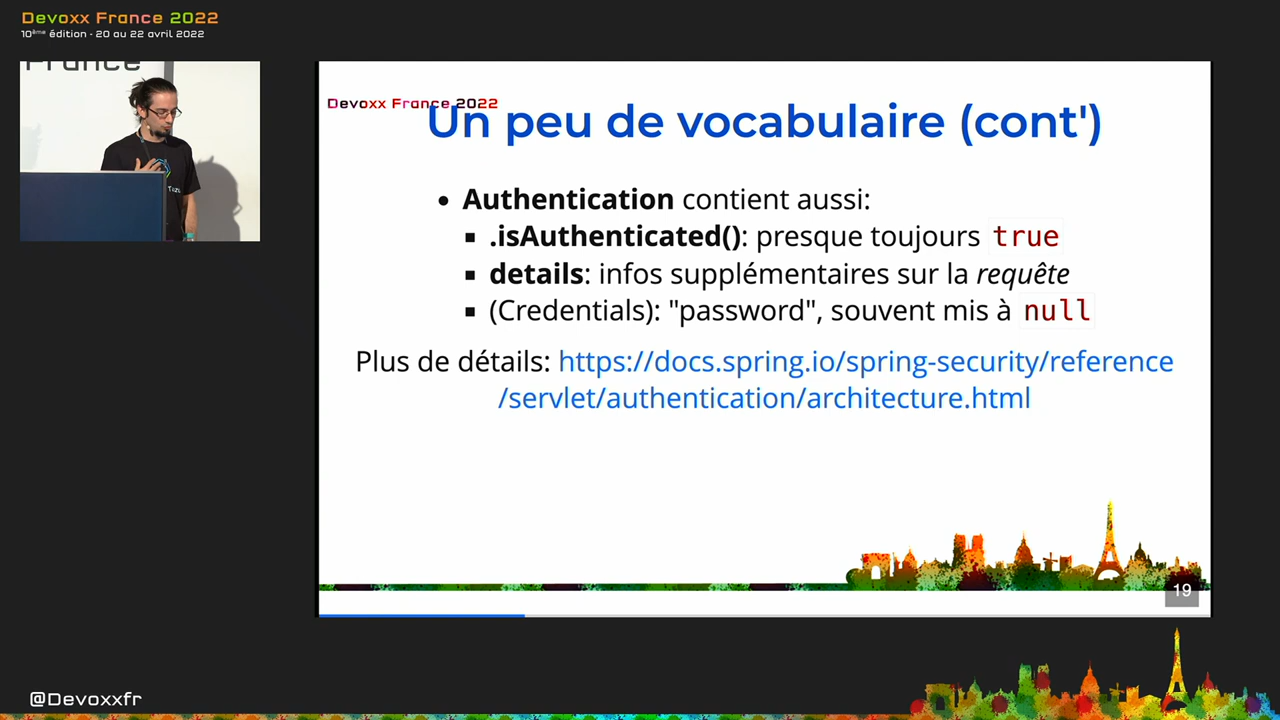 Devoxx France 2022
10ème édition - 20 au 22 avril 2022
France
Devoxx France 2022
Un peu de vocabulaire (cont')
Authentication contient aussi:
.isAuthenticated(): presque toujours true
details: infos supplémentaires sur la requête
(Credentials): "password", souvent mis à null
Plus de détails: https://docs.spring.io/spring-security/reference
/servlet/authentication/architecture.html
19
@Devoxxfr